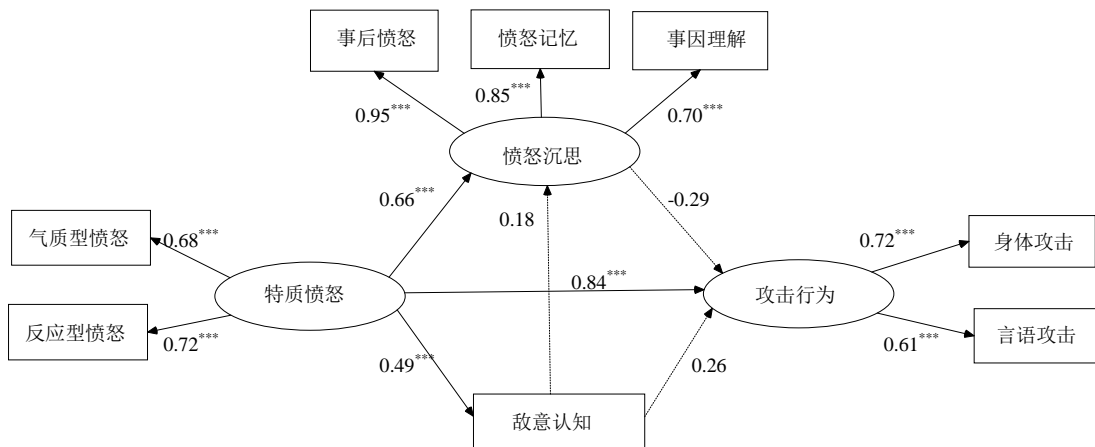 事后愤怒
愤怒记忆
事因理解
0.95***
0.85***
0.70***
愤怒沉思
0.66***
0.18
-0.29
气质型愤怒
0.68***
0.72***
身体攻击
特质愤怒
0.84***
攻击行为
反应型愤怒
0.72***
0.61***
言语攻击
0.49***
0.26
敌意认知